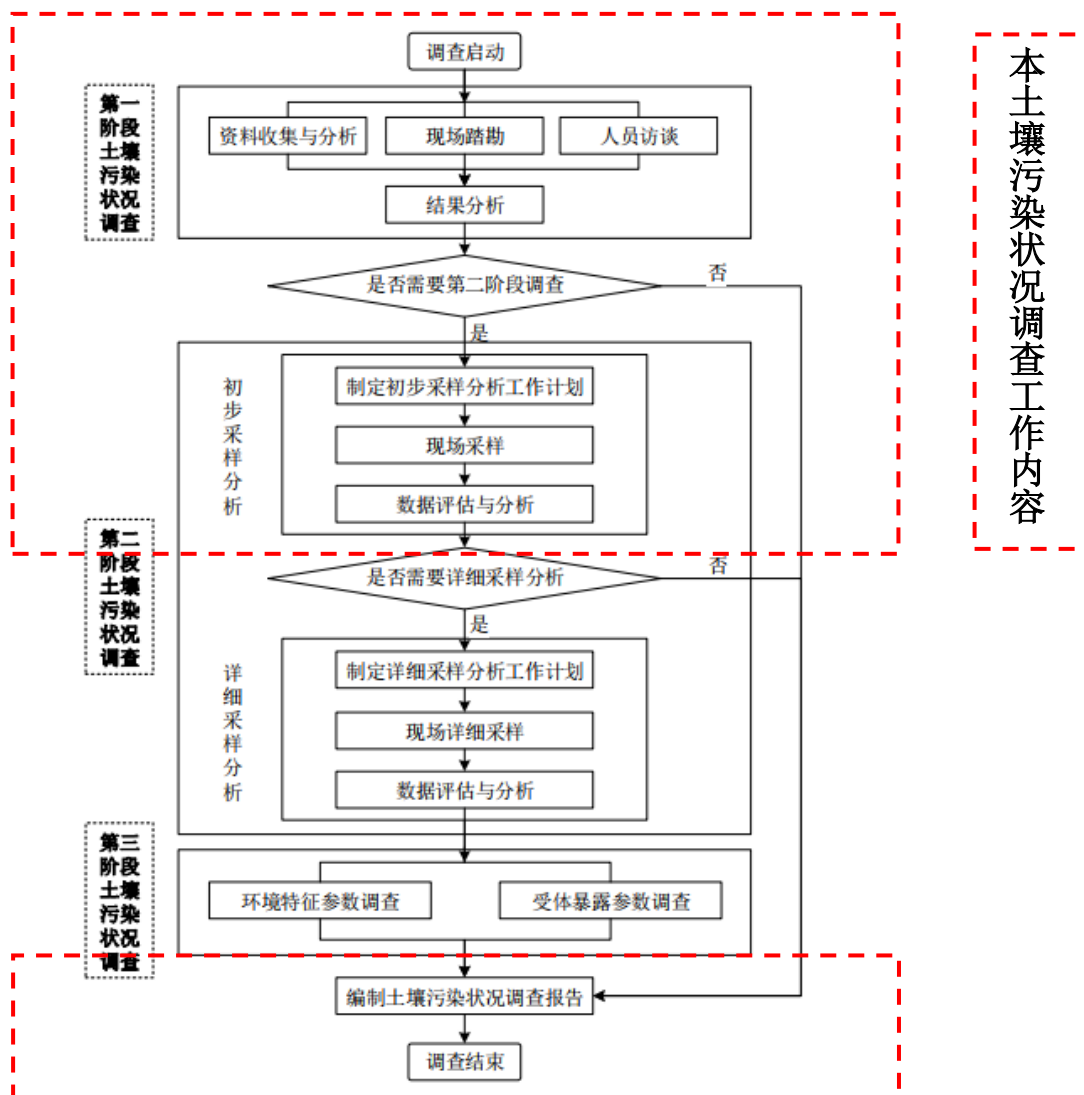 调查启动
第一
阶段
土壤
污染
状况
调查
资料收集与分析
现场踏勘
人员访谈
结果分析
是否需要第二阶段调查
否
是
初步采样分析
制定初步采样分析工作计划
现场采样
数据评估与分析
第二
阶段
土壤
污染
状况
调查
是否需要详细采样分析
否
是
详细采样分析
制定详细采样分析工作计划
现场详细采样
数据评估与分析
第三
阶段
土壤
污染
状况
调查
环境特征参数调查
受体暴露参数调查
编制土壤污染状况调查报告
调查结束
本土壤污染状况调查工作内容